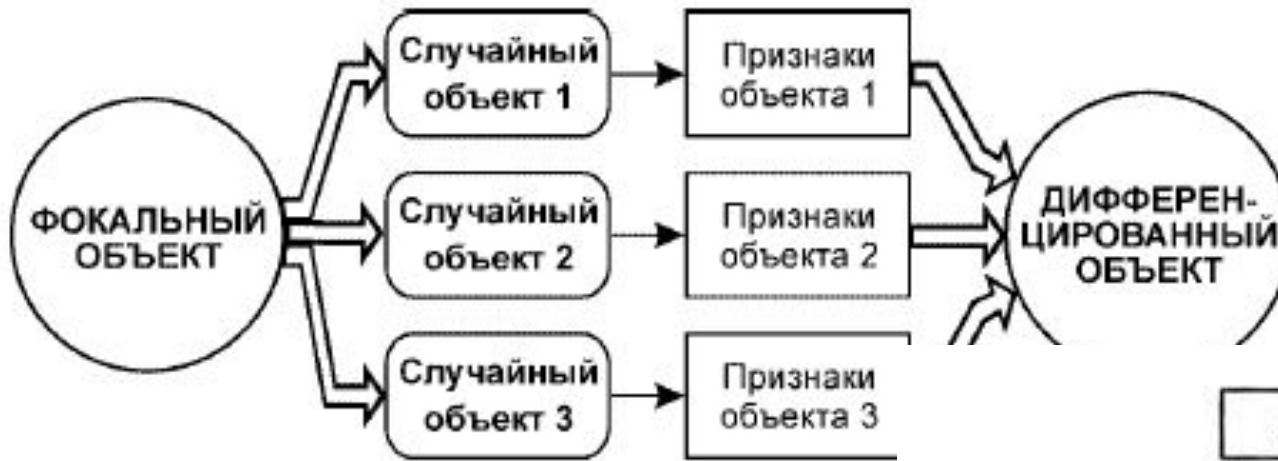 ФОКАЛЬНЫЙ
ОБЪЕКТ
Случайный
объект 1
Признаки
объекта 1
Случайный
объект 2
Признаки
объекта 2
Случайный
объект 3
Признаки
объекта 3
ДИФФЕРЕН-
ЦИРОВАННЫЙ
ОБЪЕКТ